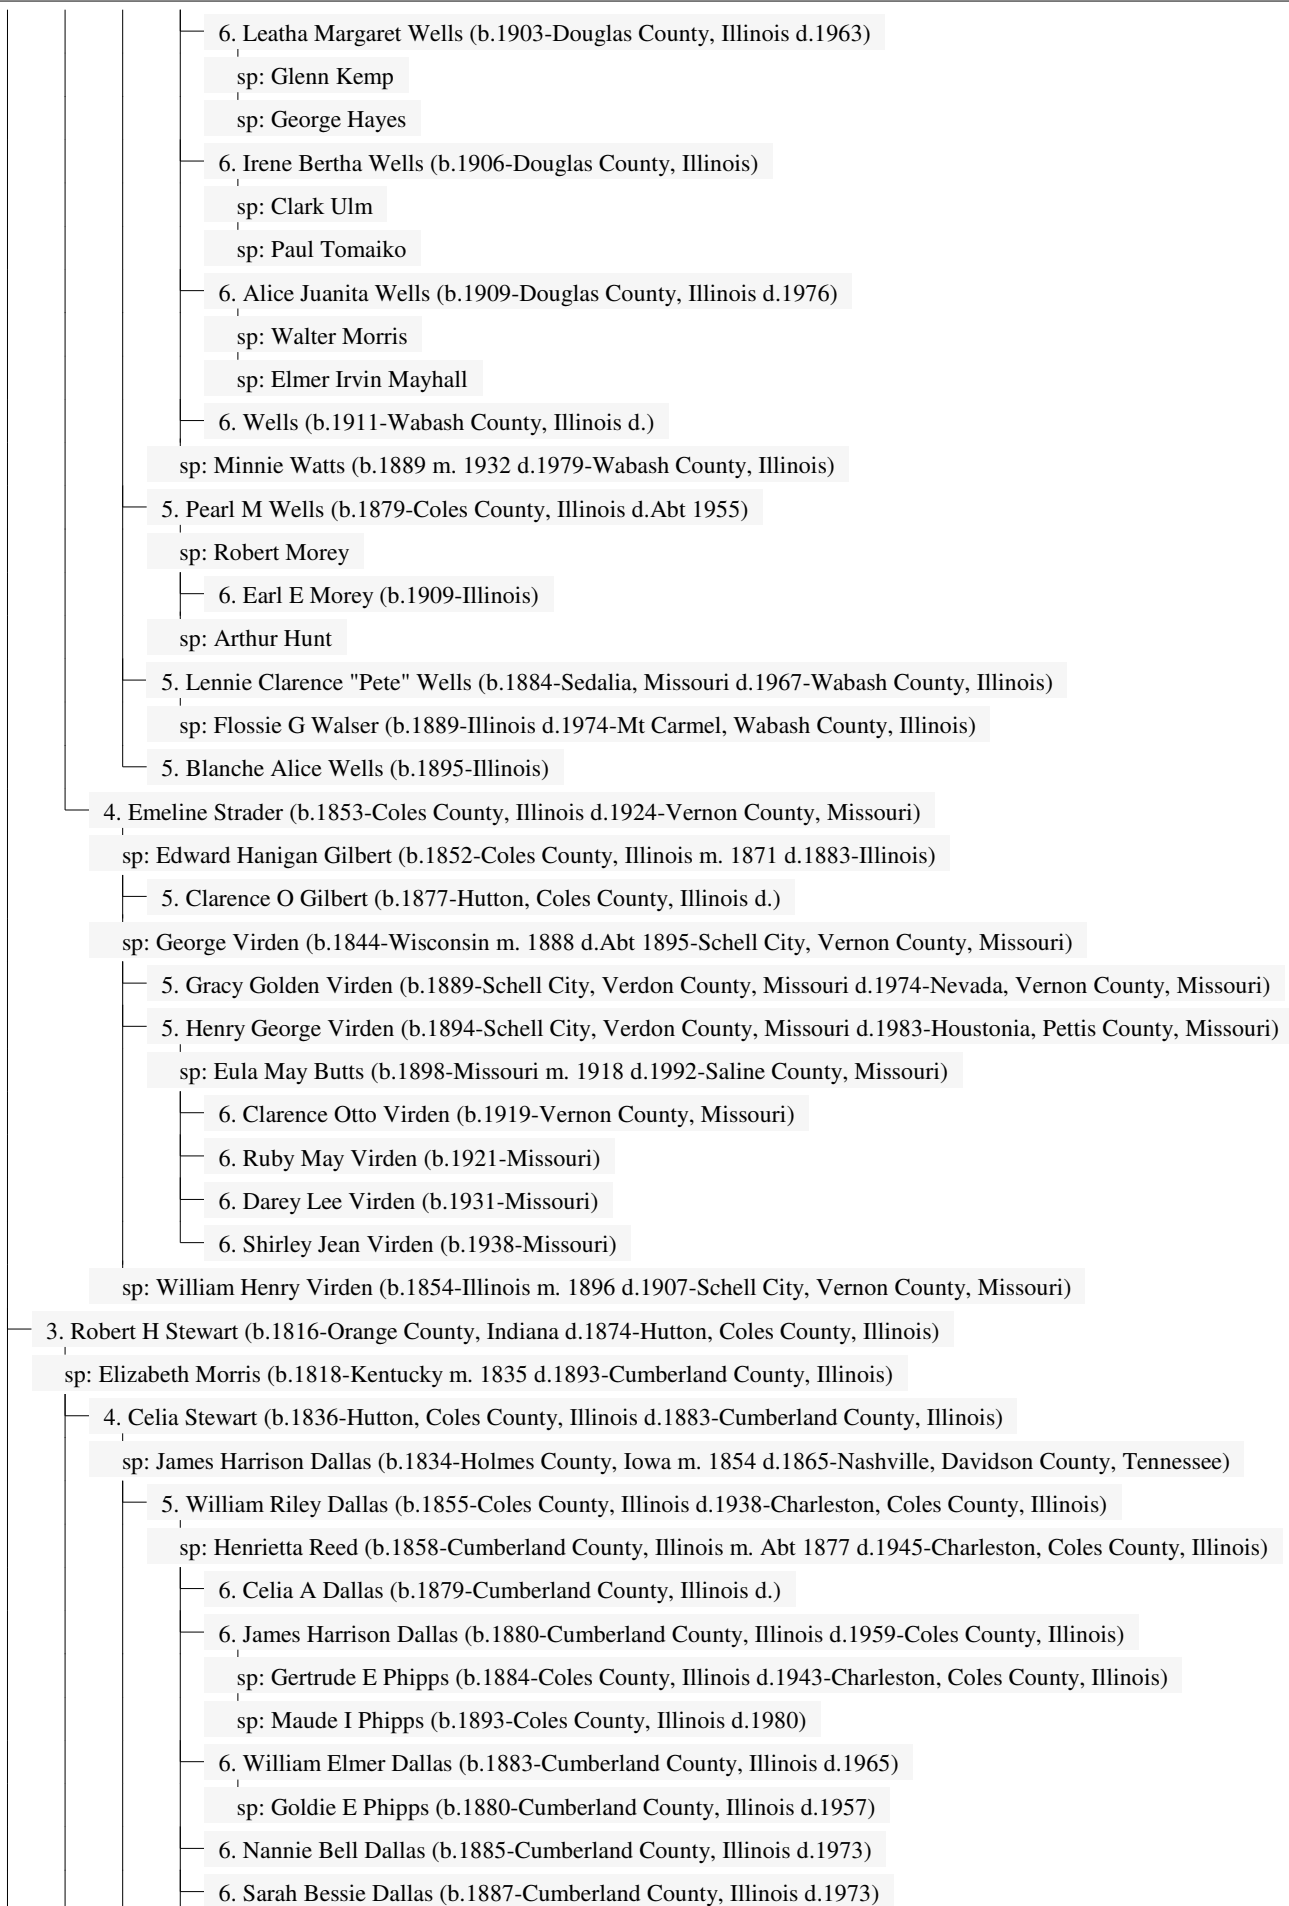 6. Leatha Margaret Wells (b.1903-Douglas County, Illinois d.1963)
sp: Glenn Kemp
sp: George Hayes
6. Irene Bertha Wells (b.1906-Douglas County, Illinois)
sp: Clark Ulm
sp: Paul Tomaiko
6. Alice Juanita Wells (b.1909-Douglas County, Illinois d.1976)
sp: Walter Morris
sp: Elmer Irvin Mayhall
6. Wells (b.1911-Wabash County, Illinois d.)
sp: Minnie Watts (b.1889 m. 1932 d.1979-Wabash County, Illinois)
5. Pearl M Wells (b.1879-Coles County, Illinois d.Abt 1955)
sp: Robert Morey
6. Earl E Morey (b.1909-Illinois)
sp: Arthur Hunt
5. Lennie Clarence "Pete" Wells (b.1884-Sedalia, Missouri d.1967-Wabash County, Illinois)
sp: Flossie G Walser (b.1889-Illinois d.1974-Mt Carmel, Wabash County, Illinois)
5. Blanche Alice Wells (b.1895-Illinois)
4. Emeline Strader (b.1853-Coles County, Illinois d.1924-Vernon County, Missouri)
sp: Edward Hanigan Gilbert (b.1852-Coles County, Illinois m. 1871 d.1883-Illinois)
5. Clarence O Gilbert (b.1877-Hutton, Coles County, Illinois d.)
sp: George Virden (b.1844-Wisconsin m. 1888 d.Abt 1895-Schell City, Vernon County, Missouri)
5. Gracy Golden Virden (b.1889-Schell City, Verdon County, Missouri d.1974-Nevada, Vernon County, Missouri)
5. Henry George Virden (b.1894-Schell City, Verdon County, Missouri d.1983-Houstonia, Pettis County, Missouri)
sp: Eula May Butts (b.1898-Missouri m. 1918 d.1992-Saline County, Missouri)
6. Clarence Otto Virden (b.1919-Vernon County, Missouri)
6. Ruby May Virden (b.1921-Missouri)
6. Darey Lee Virden (b.1931-Missouri)
6. Shirley Jean Virden (b.1938-Missouri)
sp: William Henry Virden (b.1854-Illinois m. 1896 d.1907-Schell City, Vernon County, Missouri)
3. Robert H Stewart (b.1816-Orange County, Indiana d.1874-Hutton, Coles County, Illinois)
sp: Elizabeth Morris (b.1818-Kentucky m. 1835 d.1893-Cumberland County, Illinois)
4. Celia Stewart (b.1836-Hutton, Coles County, Illinois d.1883-Cumberland County, Illinois)
sp: James Harrison Dallas (b.1834-Holmes County, Iowa m. 1854 d.1865-Nashville, Davidson County, Tennessee)
5. William Riley Dallas (b.1855-Coles County, Illinois d.1938-Charleston, Coles County, Illinois)
sp: Henrietta Reed (b.1858-Cumberland County, Illinois m. Abt 1877 d.1945-Charleston, Coles County, Illinois)
6. Celia A Dallas (b.1879-Cumberland County, Illinois d.)
6. James Harrison Dallas (b.1880-Cumberland County, Illinois d.1959-Coles County, Illinois)
sp: Gertrude E Phipps (b.1884-Coles County, Illinois d.1943-Charleston, Coles County, Illinois)
sp: Maude I Phipps (b.1893-Coles County, Illinois d.1980)
6. William Elmer Dallas (b.1883-Cumberland County, Illinois d.1965)
sp: Goldie E Phipps (b.1880-Cumberland County, Illinois d.1957)
6. Nannie Bell Dallas (b.1885-Cumberland County, Illinois d.1973)
6. Sarah Bessie Dallas (b.1887-Cumberland County, Illinois d.1973)